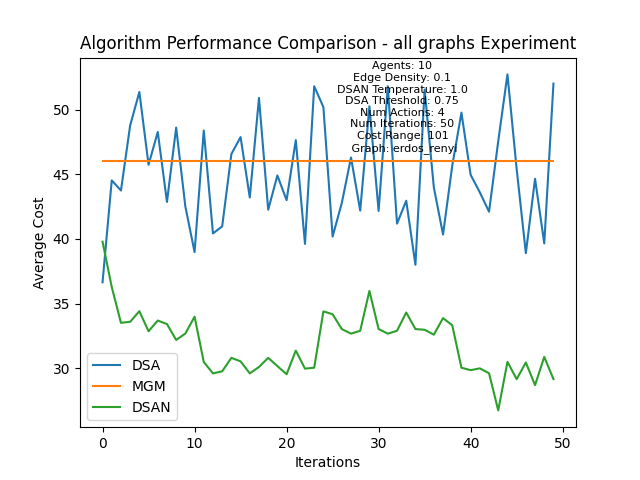 Algorithm Performance Comparison - all graphs Experiment
Agents: 10
Edge Density: 0.1
DSAN Temperature: 1.0
DSA Threshold: 0.75
Num Actions: 4
Num Iterations: 50
Cost Range: 101
Graph: erdos_renyi
Average Cost
50
45
40
35
30
DSA
MGM
DSAN
0 10 20 30 40 50
Iterations